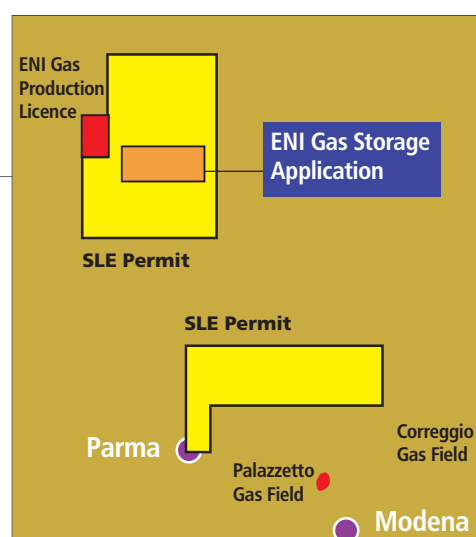 ENI Gas
Production
Licence
ENI Gas Storage
Application
SLE Permit
SLE Permit
Parma
Correggio
Gas Field
Palazzetto
Gas Field
Modena